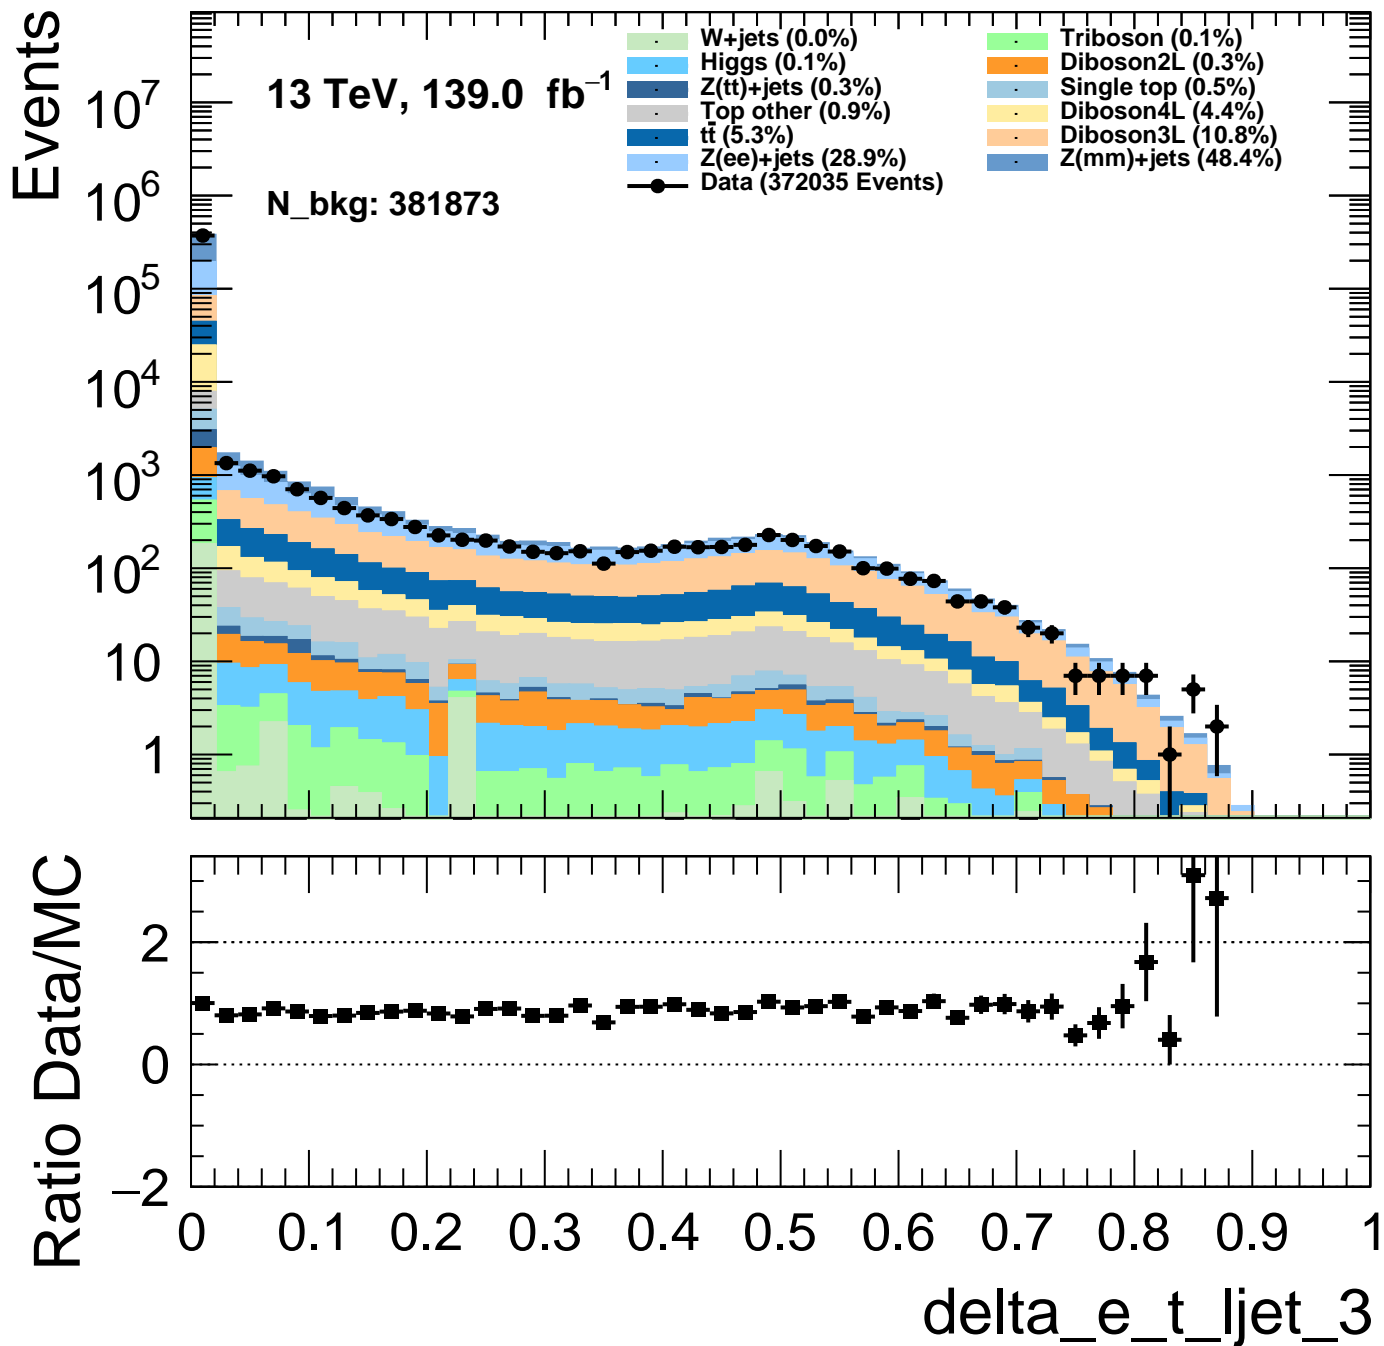 Events
10⁷
10⁶
10⁵
10⁴
10³
10²
10
1
13 TeV, 139.0 fb⁻¹
N_bkg: 381873
W+jets (0.0%)
Higgs (0.1%)
Z(tt)+jets (0.3%)
Top other (0.9%)
tt̄ (5.3%)
Z(ee)+jets (28.9%)
Data (372035 Events)
Triboson (0.1%)
Diboson2L (0.3%)
Single top (0.5%)
Diboson4L (4.4%)
Diboson3L (10.8%)
Z(mm)+jets (48.4%)
Ratio Data/MC
2
0
−2
0 0.1 0.2 0.3 0.4 0.5 0.6 0.7 0.8 0.9 1
delta_e_t_ljet_3